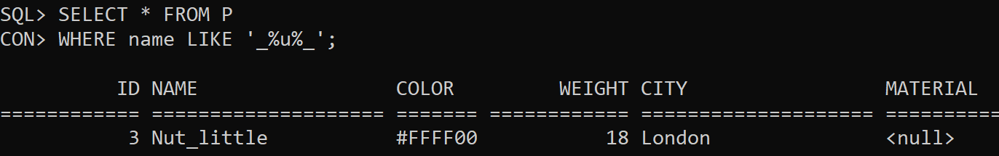 SQL> SELECT * FROM P
CON> WHERE name LIKE '_%u%_';
ID NAME COLOR WEIGHT CITY MATERIAL
============ ==================== ======= ============ ==================== ===========
3 Nut_little #FFFF00 18 London <null>